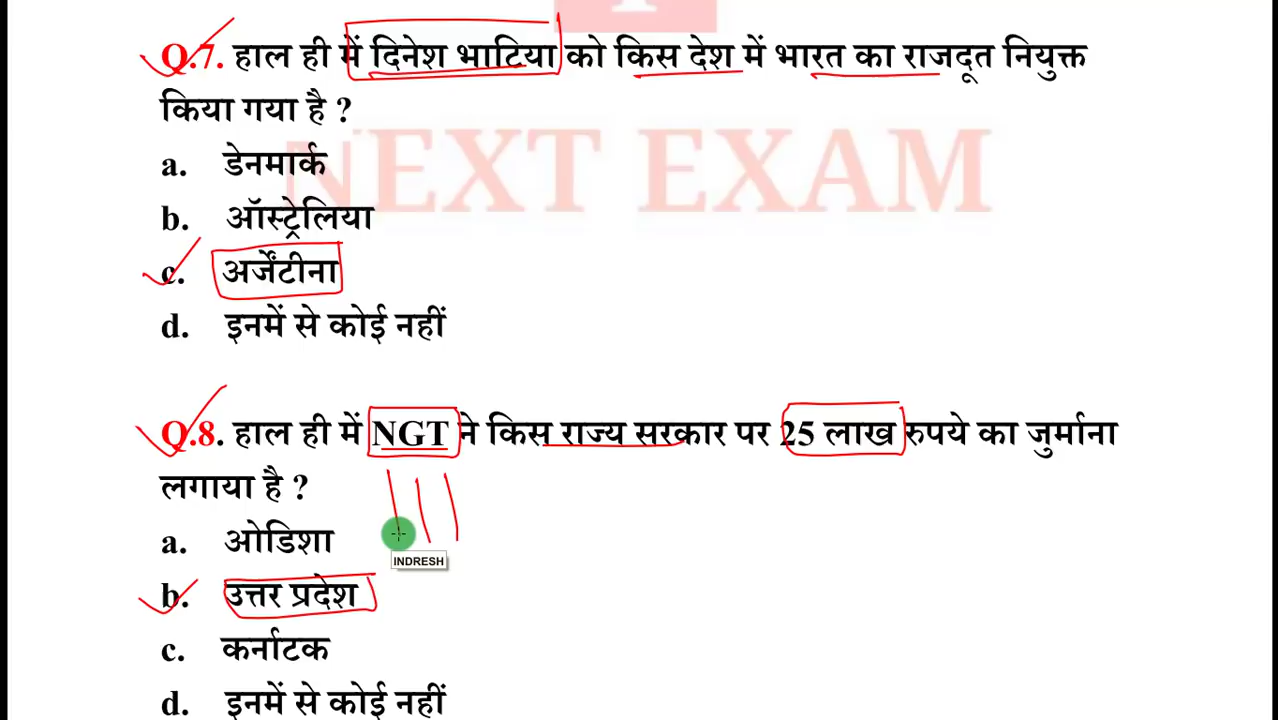 Q.7. हाल ही में दिनेश भाटिया को किस देश में भारत का राजदूत नियुक्त
किया गया है ?
NEXT EXAM
a. डेनमार्क
b. ऑस्ट्रेलिया
c. अर्जेंटीना
d. इनमें से कोई नहीं
Q.8. हाल ही में NGT ने किस राज्य सरकार पर 25 लाख रुपये का जुर्माना
लगाया है ?
a. ओडिशा
INDRESH
b. उत्तर प्रदेश
c. कर्नाटक
d. इनमें से कोई नहीं